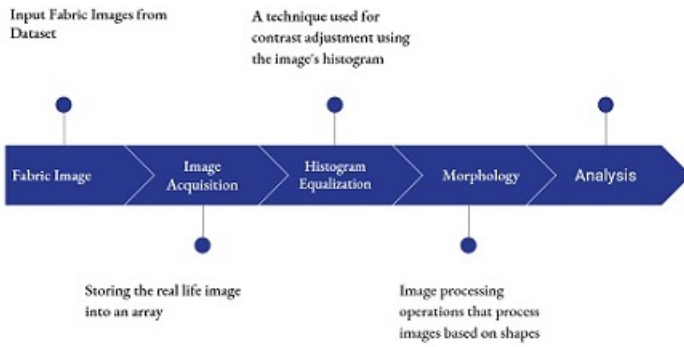 Input Fabric Images from
Dataset
A technique used for
contrast adjustment using
the image's histogram
Fabric Image
Image
Acquisition
Histogram
Equalization
Morphology
Analysis
Storing the real life image
into an array
Image processing
operations that process
images based on shapes